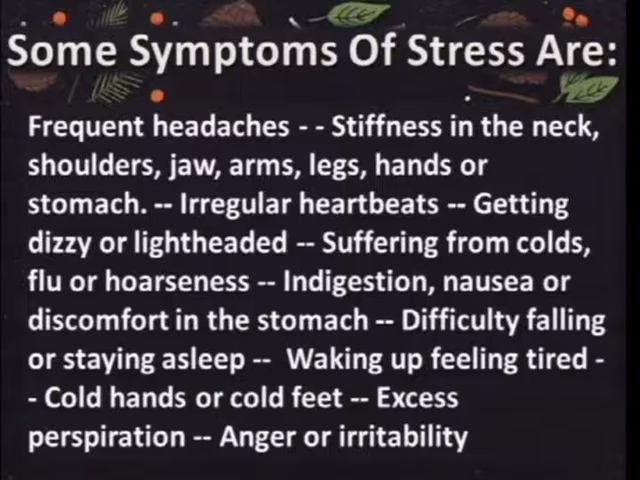 Some Symptoms Of Stress Are:
Frequent headaches - - Stiffness in the neck,
shoulders, jaw, arms, legs, hands or
stomach. -- Irregular heartbeats -- Getting
dizzy or lightheaded -- Suffering from colds,
flu or hoarseness -- Indigestion, nausea or
discomfort in the stomach -- Difficulty falling
or staying asleep --  Waking up feeling tired -
- Cold hands or cold feet -- Excess
perspiration -- Anger or irritability